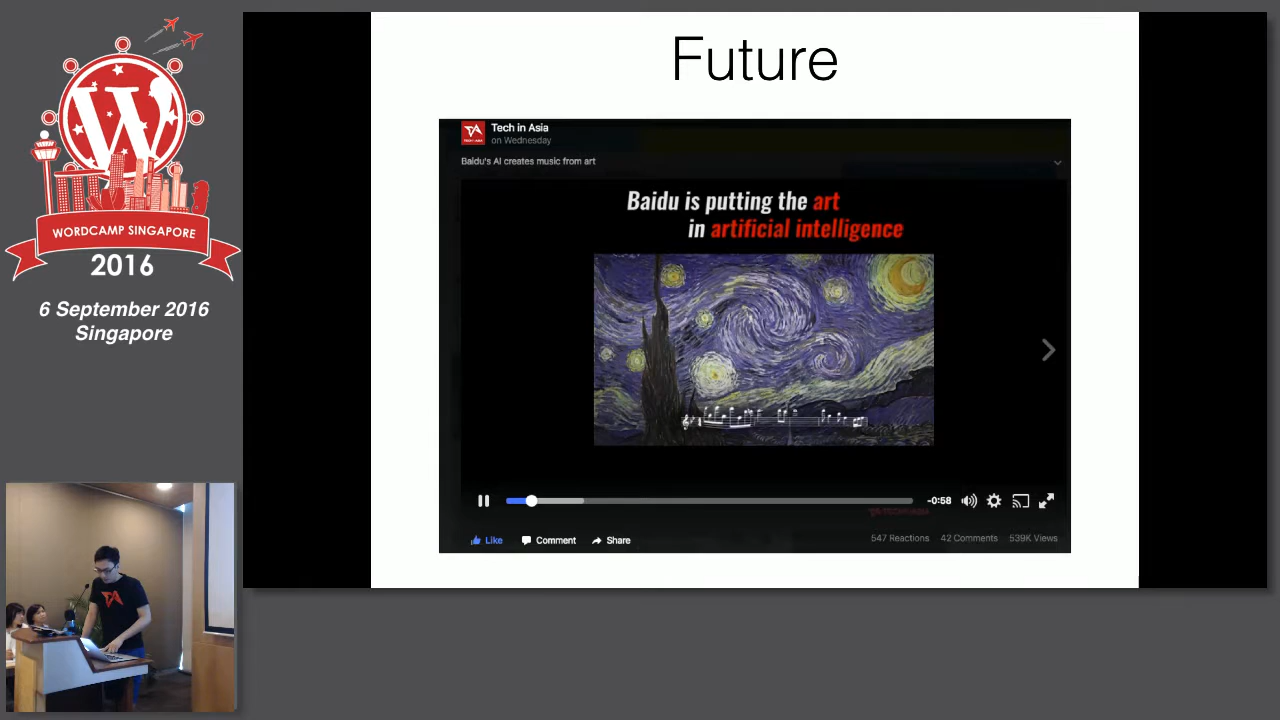 WORDCAMP SINGAPORE
2016
6 September 2016
Singapore
Future
Tech in Asia
on Wednesday
Baidu's AI creates music from art
Baidu is putting the art
in artificial intelligence
-0:58
Like
Comment
Share
547 Reactions
42 Comments
539K Views